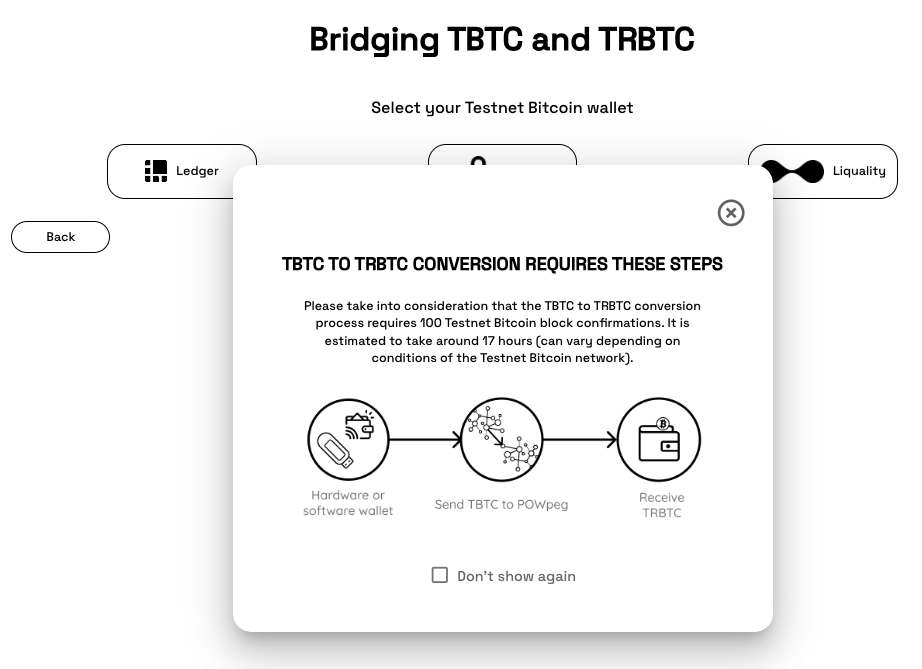 Bridging TBTC and TRBTC
Select your Testnet Bitcoin wallet
Ledger
Liquality
Back
TBTC TO TRBTC CONVERSION REQUIRES THESE STEPS
Please take into consideration that the TBTC to TRBTC conversion
process requires 100 Testnet Bitcoin block confirmations. It is
estimated to take around 17 hours (can vary depending on
conditions of the Testnet Bitcoin network).
Hardware or
software wallet
Send TBTC to POWpeg
Receive
TRBTC
Don't show again